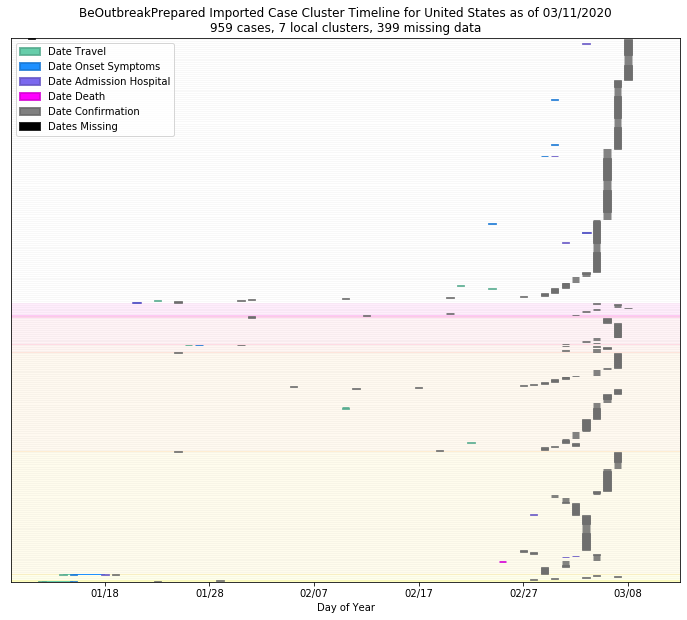 BeOutbreakPrepared Imported Case Cluster Timeline for United States as of 03/11/2020
959 cases, 7 local clusters, 399 missing data
Date Travel
Date Onset Symptoms
Date Admission Hospital
Date Death
Date Confirmation
Dates Missing
01/18 01/28 02/07 02/17 02/27 03/08
Day of Year